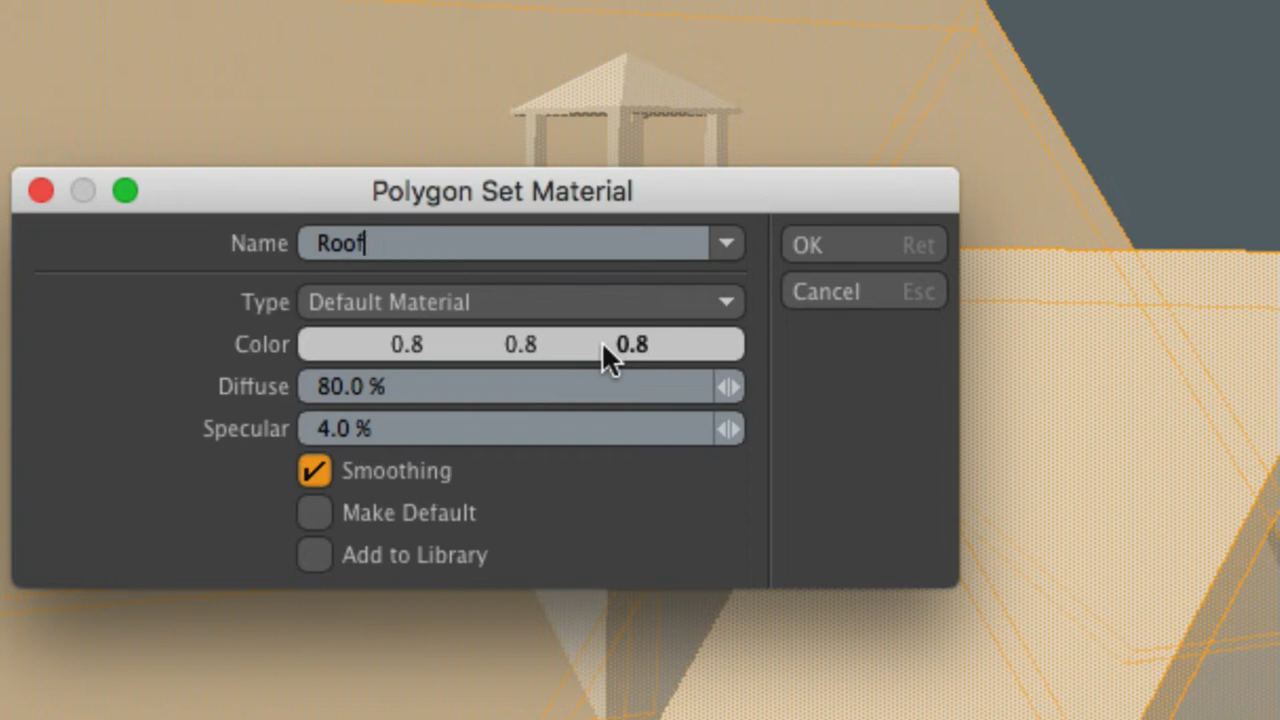 Polygon Set Material
Name Roof
OK Ret
Type Default Material
Cancel Esc
Color 0.8 0.8 0.8
Diffuse 80.0 %
Specular 4.0 %
Smoothing
Make Default
Add to Library